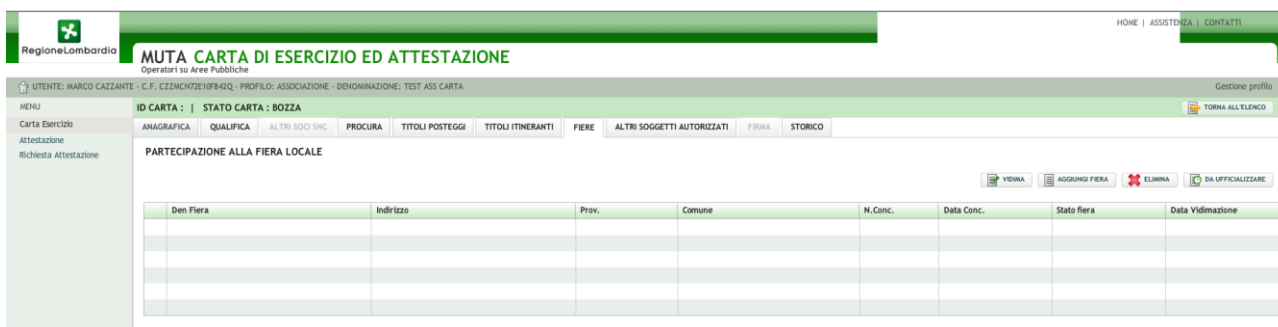 HOME | ASSISTENZA | CONTATTI
RegioneLombardia
MUTA CARTA DI ESERCIZIO ED ATTESTAZIONE
Operatori su Aree Pubbliche
UTENTE: MARCO CAZZANTE - C.F. CZZMCN72E10F842Q - PROFILO: ASSOCIAZIONE - DENOMINAZIONE: TEST ASS CARTA Gestione profilo
MENU
Carta Esercizio
Attestazione
Richiesta Attestazione
ID CARTA : | STATO CARTA : BOZZA TORNA ALL'ELENCO
ANAGRAFICA QUALIFICA ALTRI SOCI SNC PROCURA TITOLI POSTEGGI TITOLI ITINERANTI FIERE ALTRI SOGGETTI AUTORIZZATI FIRMA STORICO
PARTECIPAZIONE ALLA FIERA LOCALE
VIDIMA AGGIUNGI FIERA ELIMINA DA UFFICIALIZZARE
Den Fiera Indirizzo Prov. Comune N.Conc. Data Conc. Stato fiera Data Vidimazione